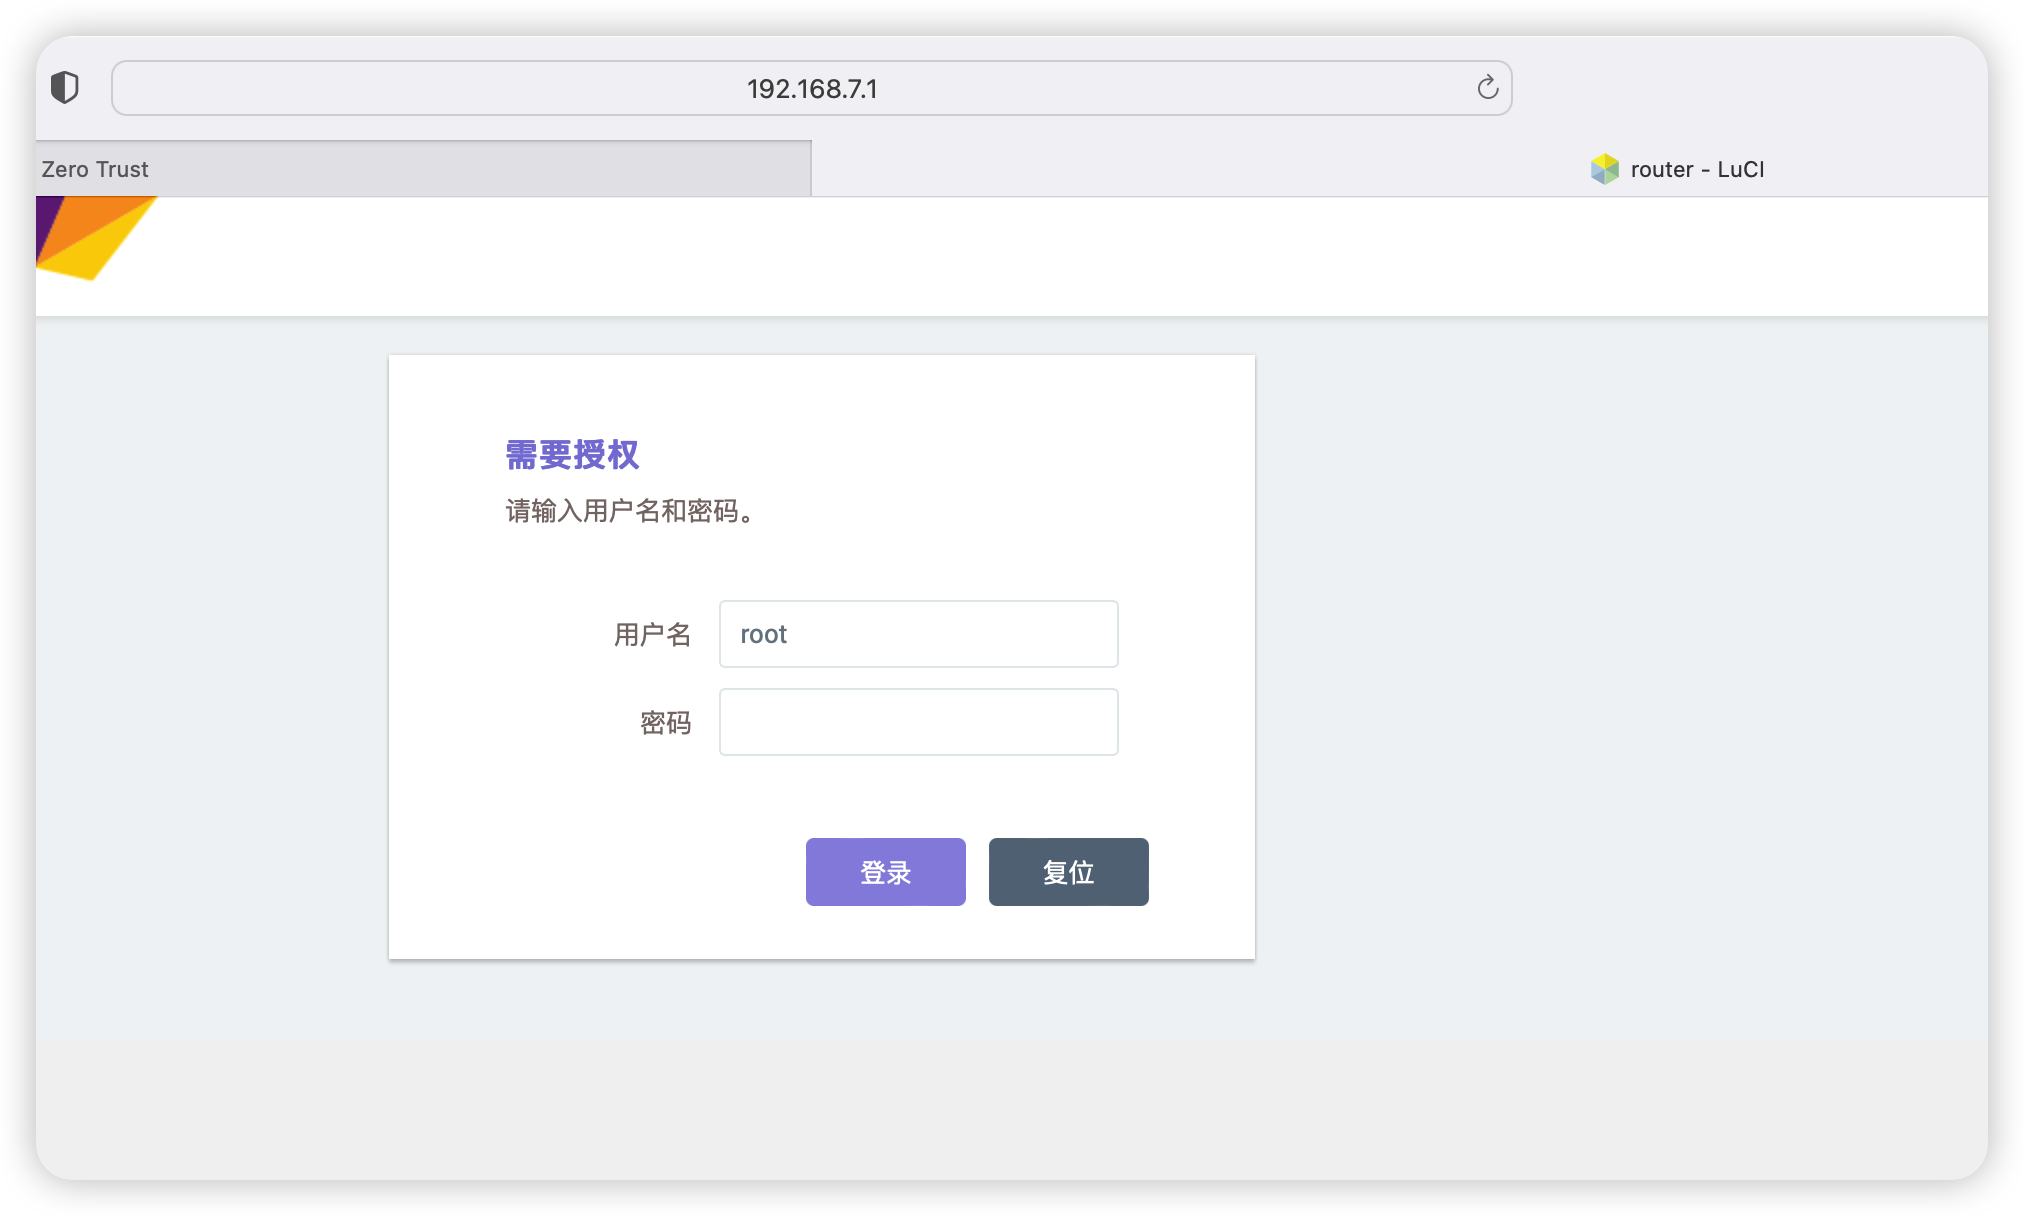 192.168.7.1
Zero Trust
router - LuCI
需要授权
请输入用户名和密码。
用户名
root
密码
登录
复位